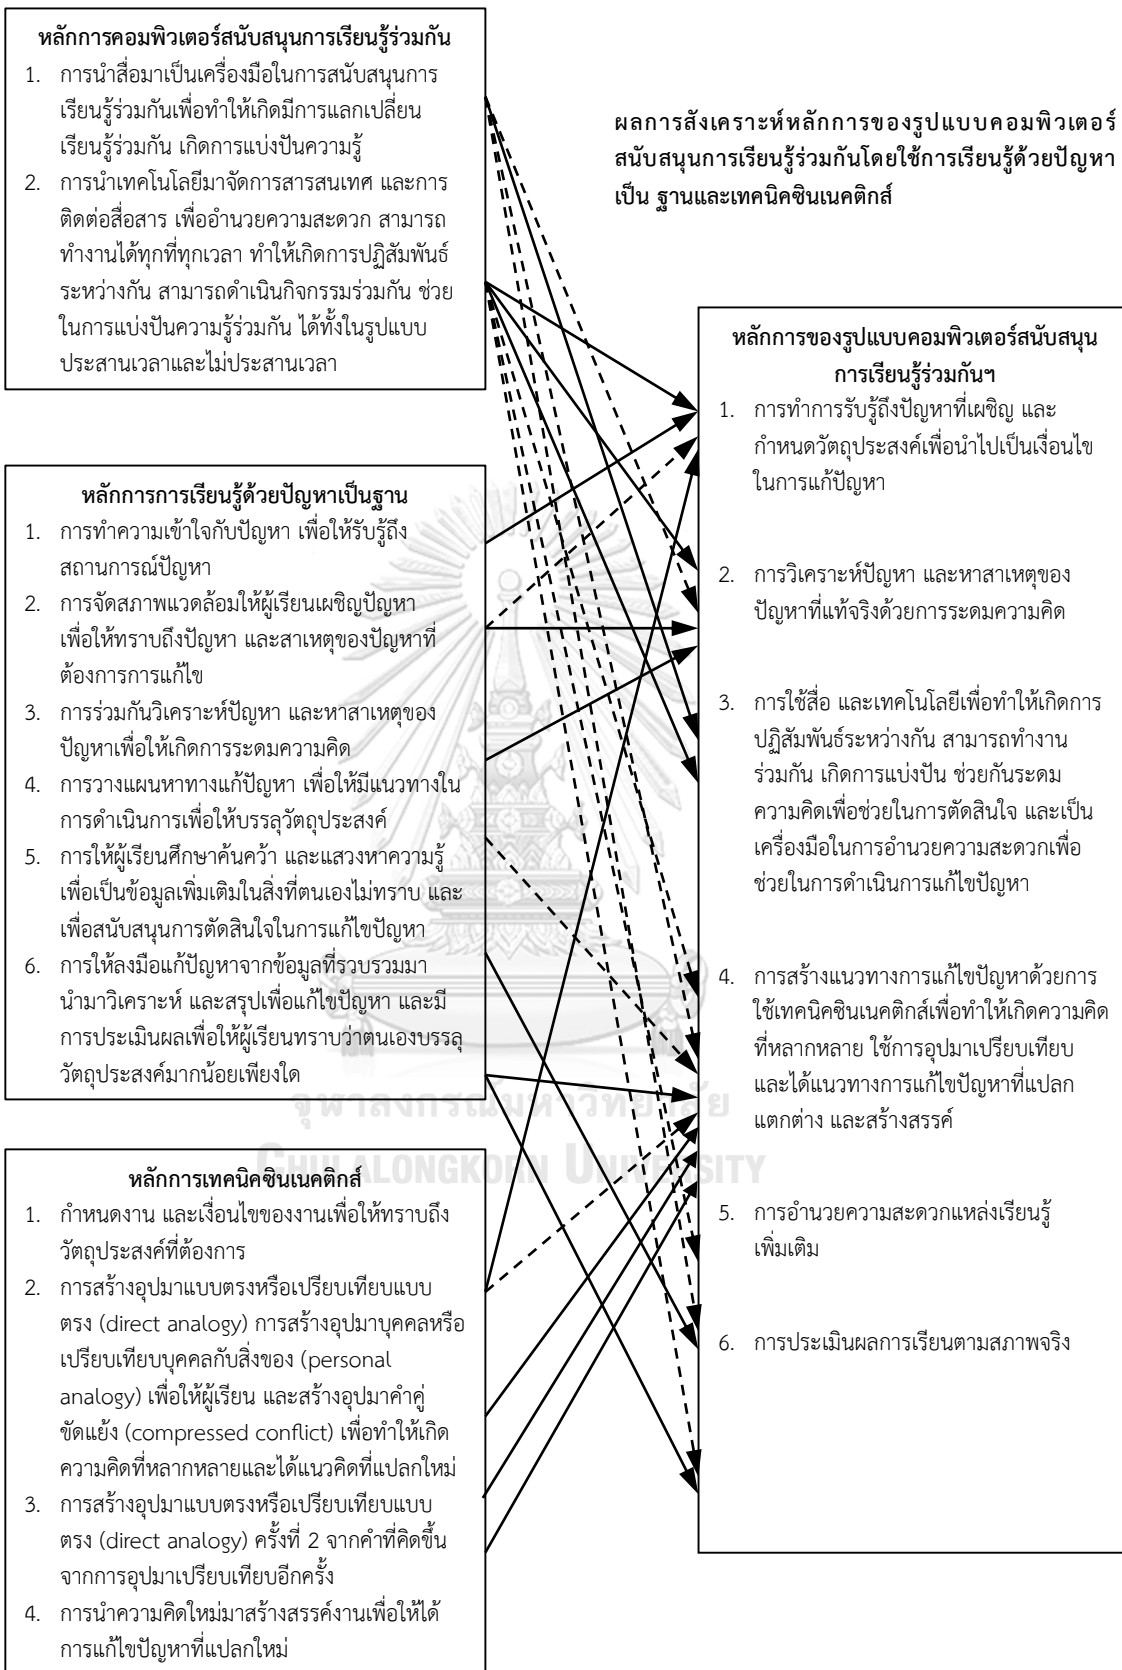 หลักการคอมพิวเตอร์สนับสนุนการเรียนรู้ร่วมกัน
1. การนำสื่อมาเป็นเครื่องมือในการสนับสนุนการ
เรียนรู้ร่วมกันเพื่อทำให้เกิดมีการแลกเปลี่ยน
เรียนรู้ร่วมกัน เกิดการแบ่งปันความรู้
2. การนำเทคโนโลยีมาจัดการสารสนเทศ และการ
ติดต่อสื่อสาร เพื่ออำนวยความสะดวก สามารถ
ทำงานได้ทุกที่ทุกเวลา ทำให้เกิดการปฏิสัมพันธ์
ระหว่างกัน สามารถดำเนินกิจกรรมร่วมกัน ช่วย
ในการแบ่งปันความรู้ร่วมกัน ได้ทั้งในรูปแบบ
ประสานเวลาและไม่ประสานเวลา
ผลการสังเคราะห์หลักการของรูปแบบคอมพิวเตอร์
สนับสนุนการเรียนรู้ร่วมกันโดยใช้การเรียนรู้ด้วยปัญหา
เป็น ฐานและเทคนิคซินเนคติกส์
หลักการการเรียนรู้ด้วยปัญหาเป็นฐาน
1. การทำความเข้าใจกับปัญหา เพื่อให้รับรู้ถึง
สถานการณ์ปัญหา
2. การจัดสภาพแวดล้อมให้ผู้เรียนเผชิญปัญหา
เพื่อให้ทราบถึงปัญหา และสาเหตุของปัญหาที่
ต้องการการแก้ไข
3. การร่วมกันวิเคราะห์ปัญหา และหาสาเหตุของ
ปัญหาเพื่อให้เกิดการระดมความคิด
4. การวางแผนหาทางแก้ปัญหา เพื่อให้มีแนวทางใน
การดำเนินการเพื่อให้บรรลุวัตถุประสงค์
5. การให้ผู้เรียนศึกษาค้นคว้า และแสวงหาความรู้
เพื่อเป็นข้อมูลเพิ่มเติมในสิ่งที่ตนเองไม่ทราบ และ
เพื่อสนับสนุนการตัดสินใจในการแก้ไขปัญหา
6. การให้ลงมือแก้ปัญหาจากข้อมูลที่รวบรวมมา
นำมาวิเคราะห์ และสรุปเพื่อแก้ไขปัญหา และมี
การประเมินผลเพื่อให้ผู้เรียนทราบว่าตนเองบรรลุ
วัตถุประสงค์มากน้อยเพียงใด
หลักการเทคนิคซินเนคติกส์
1. กำหนดงาน และเงื่อนไขของงานเพื่อให้ทราบถึง
วัตถุประสงค์ที่ต้องการ
2. การสร้างอุปมาแบบตรงหรือเปรียบเทียบแบบ
ตรง (direct analogy) การสร้างอุปมาบุคคลหรือ
เปรียบเทียบบุคคลกับสิ่งของ (personal
analogy) เพื่อให้ผู้เรียน และสร้างอุปมาคำคู่
ขัดแย้ง (compressed conflict) เพื่อทำให้เกิด
ความคิดที่หลากหลายและได้แนวคิดที่แปลกใหม่
3. การสร้างอุปมาแบบตรงหรือเปรียบเทียบแบบ
ตรง (direct analogy) ครั้งที่ 2 จากคำที่คิดขึ้น
จากการอุปมาเปรียบเทียบอีกครั้ง
4. การนำความคิดใหม่มาสร้างสรรค์งานเพื่อให้ได้
การแก้ไขปัญหาที่แปลกใหม่
หลักการของรูปแบบคอมพิวเตอร์สนับสนุน
การเรียนรู้ร่วมกันฯ
1. การทำการรับรู้ถึงปัญหาที่เผชิญ และ
กำหนดวัตถุประสงค์เพื่อนำไปเป็นเงื่อนไข
ในการแก้ปัญหา
2. การวิเคราะห์ปัญหา และหาสาเหตุของ
ปัญหาที่แท้จริงด้วยการระดมความคิด
3. การใช้สื่อ และเทคโนโลยีเพื่อทำให้เกิดการ
ปฏิสัมพันธ์ระหว่างกัน สามารถทำงาน
ร่วมกัน เกิดการแบ่งปัน ช่วยกันระดม
ความคิดเพื่อช่วยในการตัดสินใจ และเป็น
เครื่องมือในการอำนวยความสะดวกเพื่อ
ช่วยในการดำเนินการแก้ไขปัญหา
4. การสร้างแนวทางการแก้ไขปัญหาด้วยการ
ใช้เทคนิคซินเนคติกส์เพื่อทำให้เกิดความคิด
ที่หลากหลาย ใช้การอุปมาเปรียบเทียบ
และได้แนวทางการแก้ไขปัญหาที่แปลก
แตกต่าง และสร้างสรรค์
5. การอำนวยความสะดวกแหล่งเรียนรู้
เพิ่มเติม
6. การประเมินผลการเรียนตามสภาพจริง
จุฬาลงกรณ์มหาวิทยาลัย
CHULALONGKORN UNIVERSITY